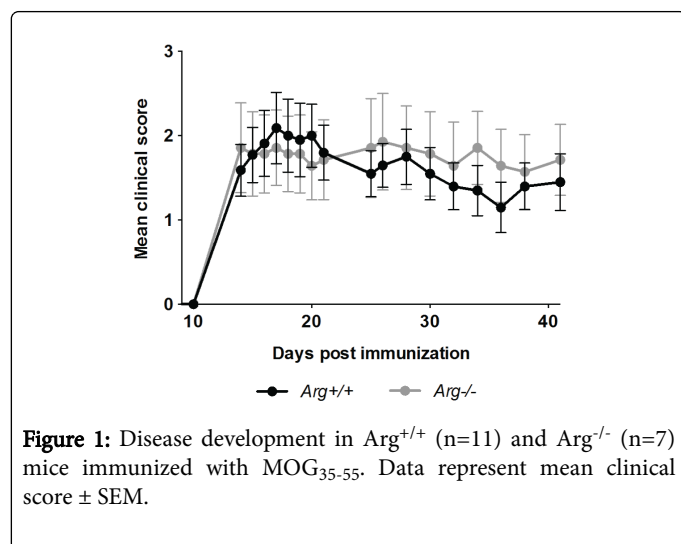 3
2
1
0
Mean clinical score
10 20 30 40
Days post immunization
Arg+/+ Arg-/-
Figure 1: Disease development in Arg+/+ (n=11) and Arg-/- (n=7)
mice immunized with MOG35-55. Data represent mean clinical
score ± SEM.